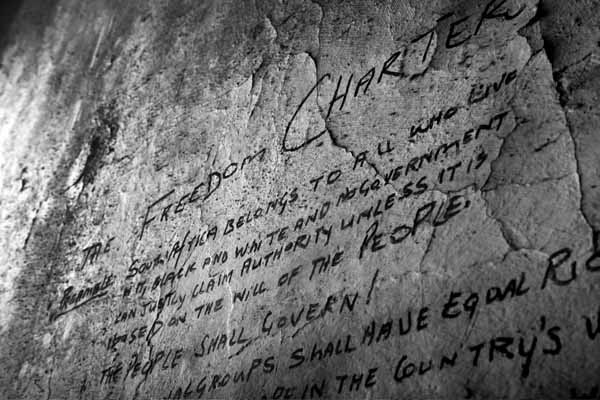 THE FREEDOM CHARTER
PREAMBLE: SOUTH AFRICA BELONGS TO ALL WHO LIVE
IN IT, BLACK AND WHITE AND NO GOVERNMENT
CAN JUSTLY CLAIM AUTHORITY UNLESS IT IS
BASED ON THE WILL OF THE PEOPLE.
THE PEOPLE SHALL GOVERN!
GROUPS SHALL HAVE EQUAL
IN THE COUNTRY'S